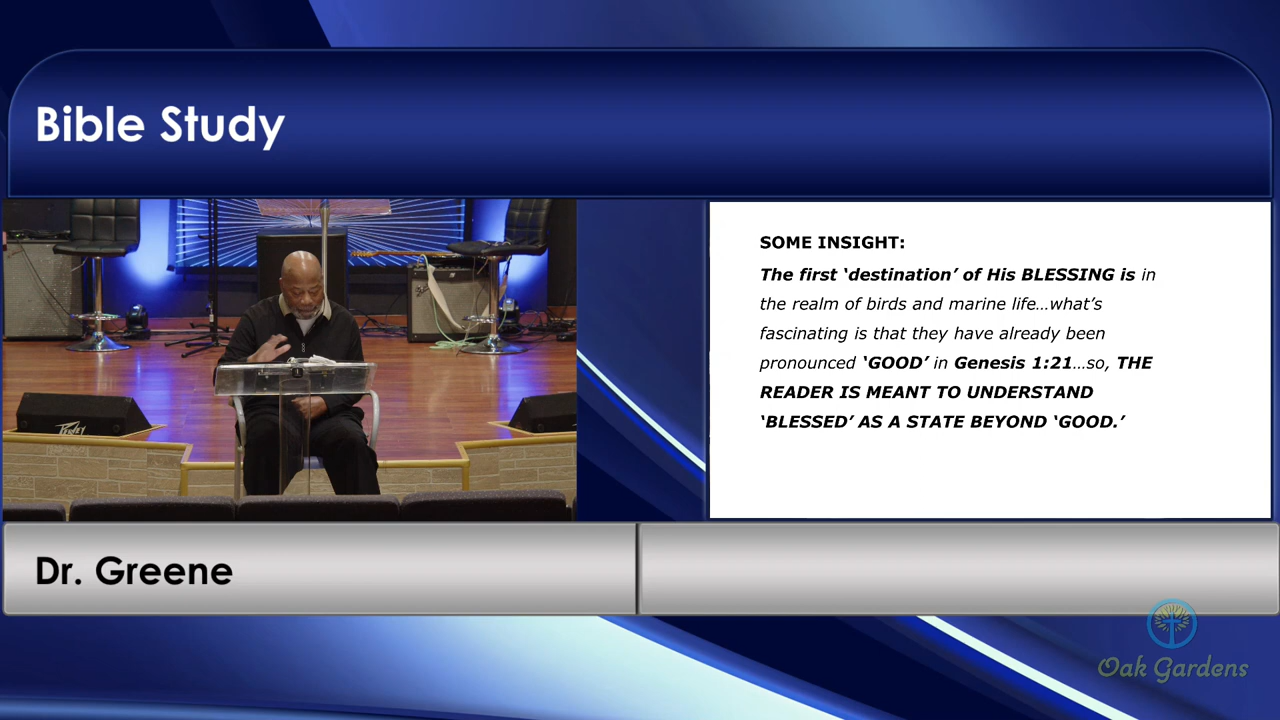 Bible Study
SOME INSIGHT:
The first ‘destination’ of His BLESSING is in
the realm of birds and marine life…what’s
fascinating is that they have already been
pronounced ‘GOOD’ in Genesis 1:21…so, THE
READER IS MEANT TO UNDERSTAND
‘BLESSED’ AS A STATE BEYOND ‘GOOD.’
PEAVEY
Dr. Greene
Oak Gardens